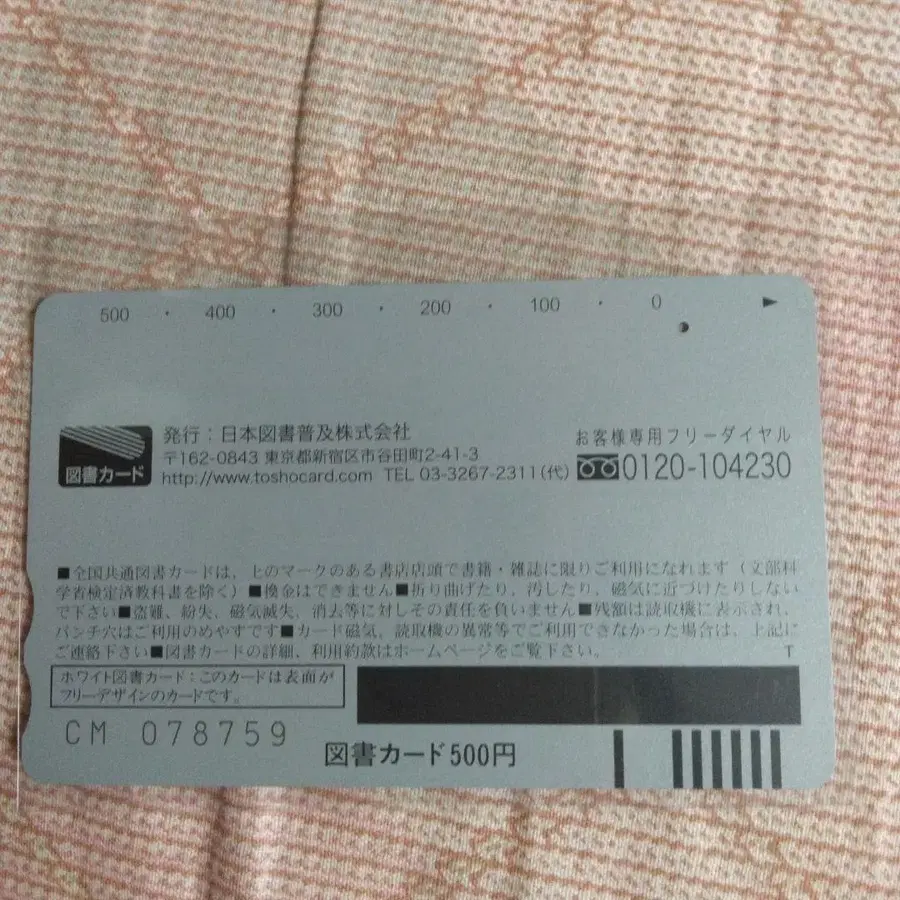 500 ・ 400 ・ 300 ・ 200 ・ 100 ・ 0 ▶
図書カード
発行：日本図書普及株式会社
〒162-0843 東京都新宿区市谷田町2-41-3
http://www.toshocard.com TEL 03-3267-2311(代)
お客様専用フリーダイヤル
0120-104230
■全国共通図書カードは、上のマークのある書店店頭で書籍・雑誌に限りご利用になれます（文部科
学省検定済教科書を除く）■換金はできません■折り曲げたり、汚したり、磁気に近づけたりしない
で下さい■盗難、紛失、磁気滅失、消去等に対しその責任を負いません■残額は読取機に表示され、
パンチ穴はご利用のめやすです■カード磁気、読取機の異常等でご利用できなかった場合は、上記に
ご連絡下さい■図書カードの詳細、利用約款はホームページをご覧下さい。 T
ホワイト図書カード：このカードは表面が
フリーデザインのカードです。
CM 078759
図書カード500円